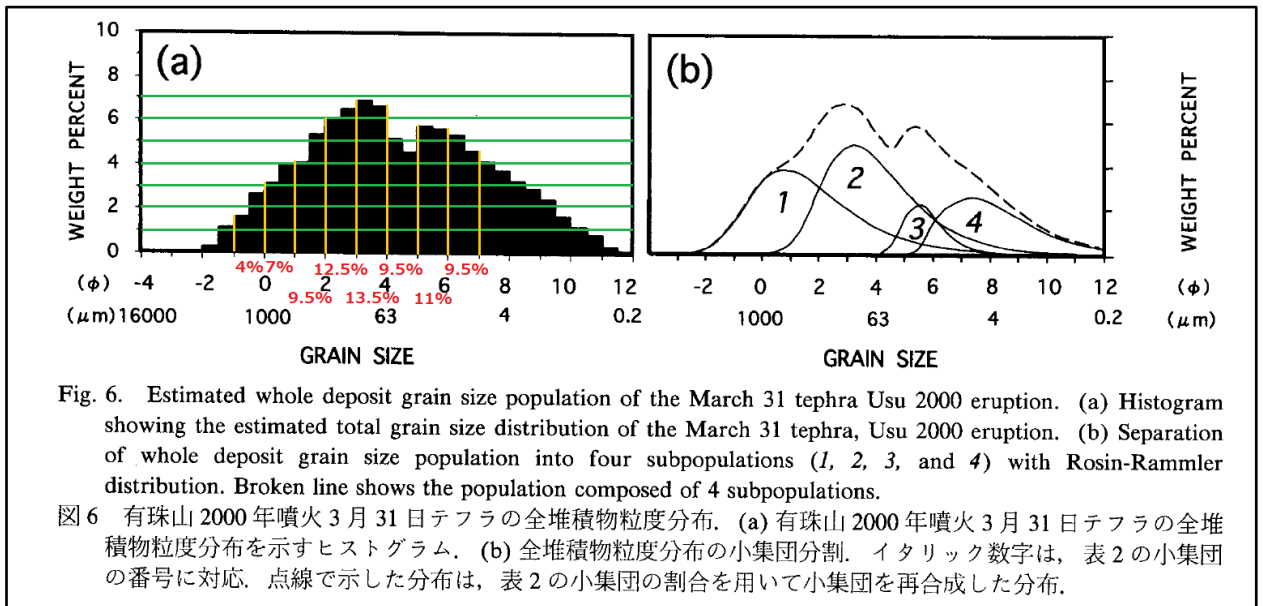 (a)
(b)
WEIGHT PERCENT
10
8
6
4
2
0
WEIGHT PERCENT
1
2
3
4
4%7%
12.5%
9.5%
9.5%
9.5%
13.5%
11%
(φ) -4 -2 0 2 4 6 8 10 12
(μm) 16000 1000 63 4 0.2
GRAIN SIZE
-2 0 2 4 6 8 10 12 (φ)
1000 63 4 0.2 (μm)
GRAIN SIZE
Fig. 6. Estimated whole deposit grain size population of the March 31 tephra Usu 2000 eruption. (a) Histogram
showing the estimated total grain size distribution of the March 31 tephra, Usu 2000 eruption. (b) Separation
of whole deposit grain size population into four subpopulations (1, 2, 3, and 4) with Rosin-Rammler
distribution. Broken line shows the population composed of 4 subpopulations.
図6 有珠山 2000 年噴火 3 月 31 日テフラの全堆積物粒度分布. (a) 有珠山 2000 年噴火 3 月 31 日テフラの全堆
積物粒度分布を示すヒストグラム. (b) 全堆積物粒度分布の小集団分割. イタリック数字は, 表 2 の小集団
の番号に対応. 点線で示した分布は, 表 2 の小集団の割合を用いて小集団を再合成した分布.